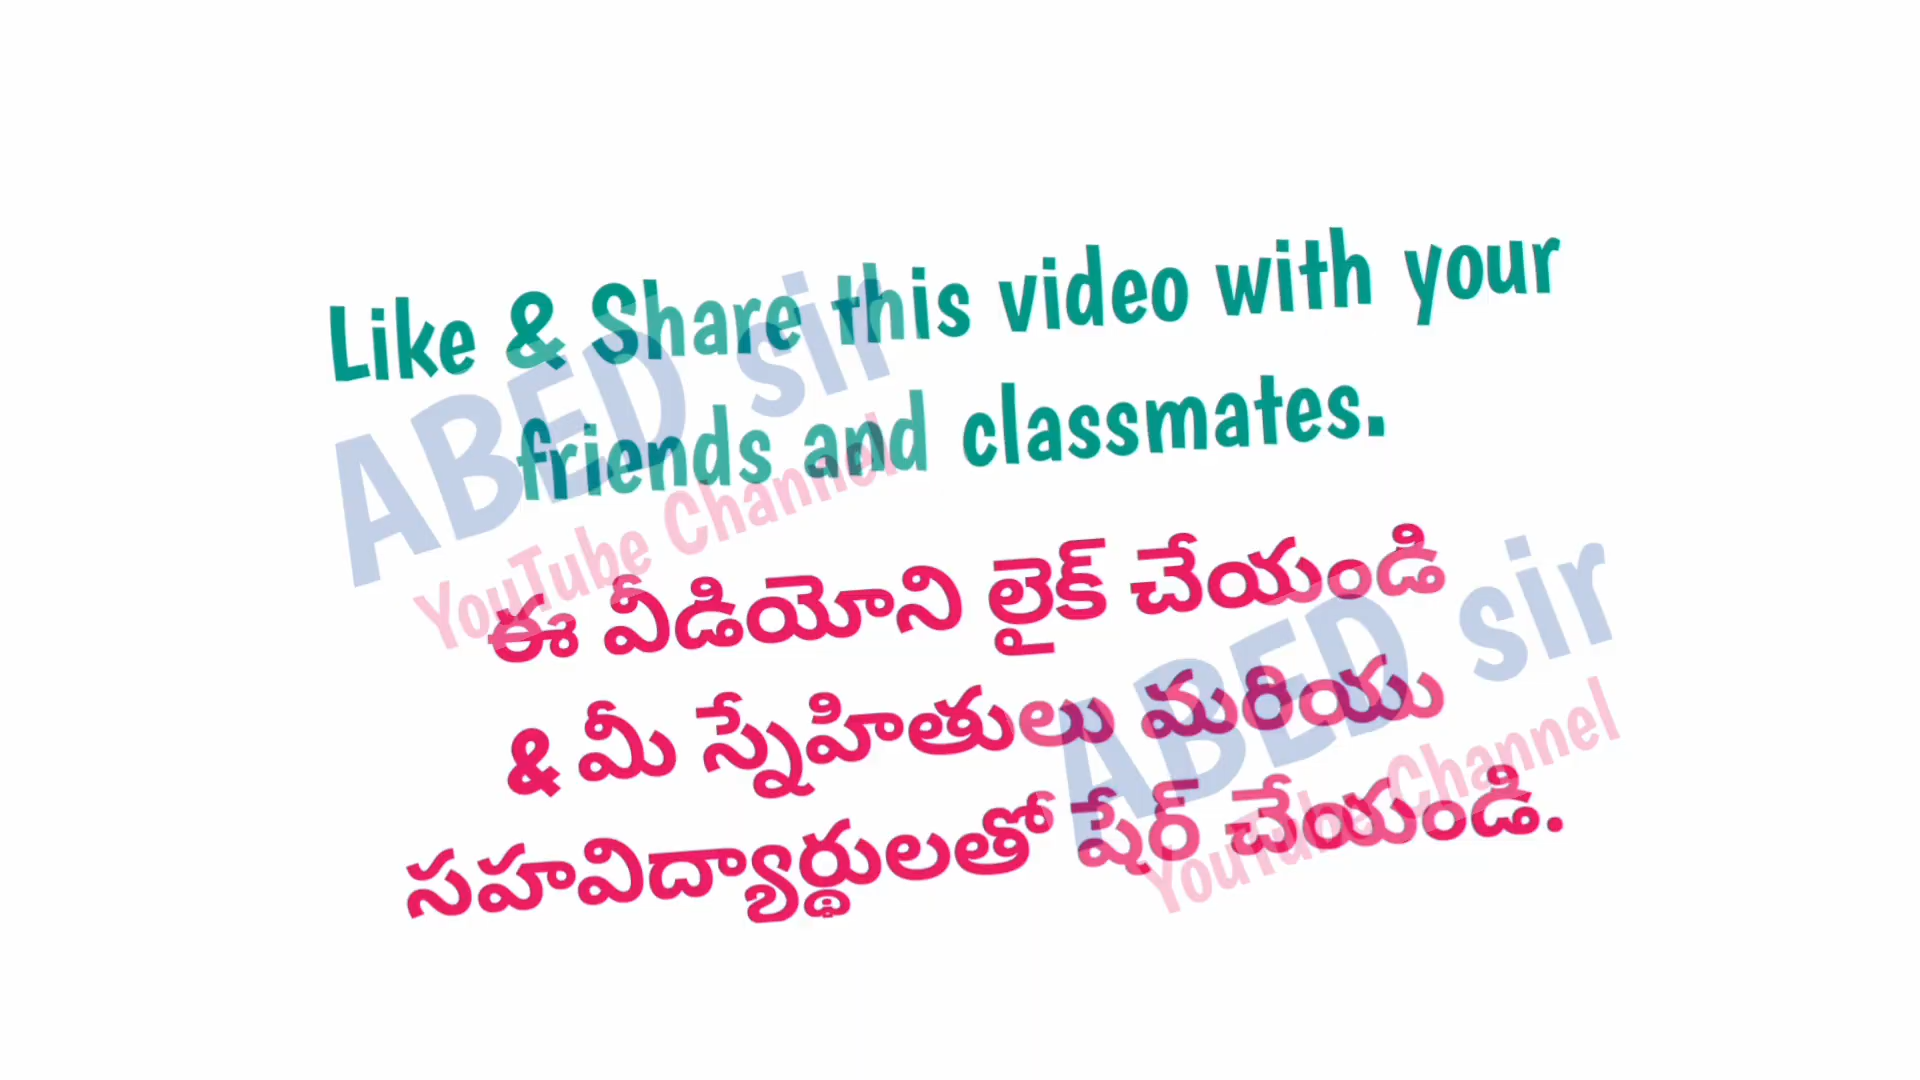 Like & Share this video with your
friends and classmates.
ఈ వీడియోని లైక్ చేయండి
& మీ స్నేహితులు మరియు
సహవిద్యార్థులతో షేర్ చేయండి.
ABED sir
YouTube Channel
ABED sir
YouTube Channel